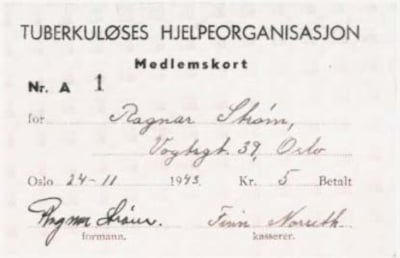 TUBERKULØSES HJELPEORGANISASJON
Medlemskort
Nr. A 1
for Ragnar Strøm,
Vogtsgt. 39, Oslo
Oslo 24-11 1943. Kr. 5 Betalt
Ragnar Strøm. Finn Norseth
formann. kasserer.